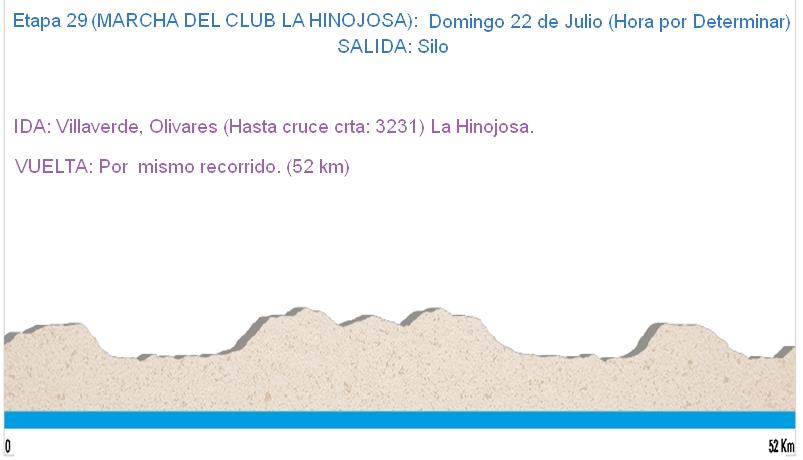 Etapa 29 (MARCHA DEL CLUB LA HINOJOSA):  Domingo 22 de Julio (Hora por Determinar)
SALIDA: Silo
IDA: Villaverde, Olivares (Hasta cruce crta: 3231) La Hinojosa.
VUELTA: Por  mismo recorrido. (52 km)
0 52 Km